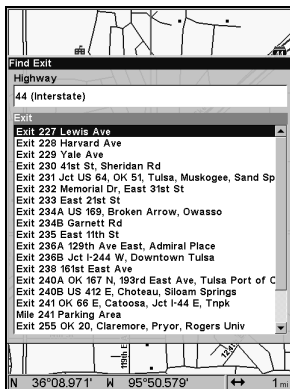 Find Exit
Highway
44 (Interstate)
Exit
Exit 227 Lewis Ave
Exit 228 Harvard Ave
Exit 229 Yale Ave
Exit 230 41st St, Sheridan Rd
Exit 231 Jct US 64, OK 51, Tulsa, Muskogee, Sand Sp
Exit 232 Memorial Dr, East 31st St
Exit 233 East 21st St
Exit 234A US 169, Broken Arrow, Owasso
Exit 234B Garnett Rd
Exit 235 East 11th St
Exit 236A 129th Ave East, Admiral Place
Exit 236B Jct I-244 W, Downtown Tulsa
Exit 238 161st East Ave
Exit 240A OK 167 N, 193rd East Ave, Tulsa Port of C
Exit 240B US 412 E, Choteau, Siloam Springs
Exit 241 OK 66 E, Catoosa, Jct I-44 E, Tnpk
Mile 241 Parking Area
Exit 255 OK 20, Claremore, Pryor, Rogers Univ
119th E
N 36°08.971' W 95°50.579' ↔ 1 mi